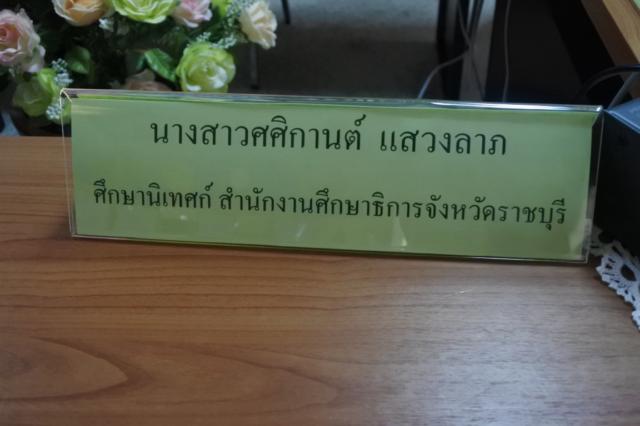 นางสาวศศิกานต์ แสวงลาภ
ศึกษานิเทศก์ สำนักงานศึกษาธิการจังหวัดราชบุรี